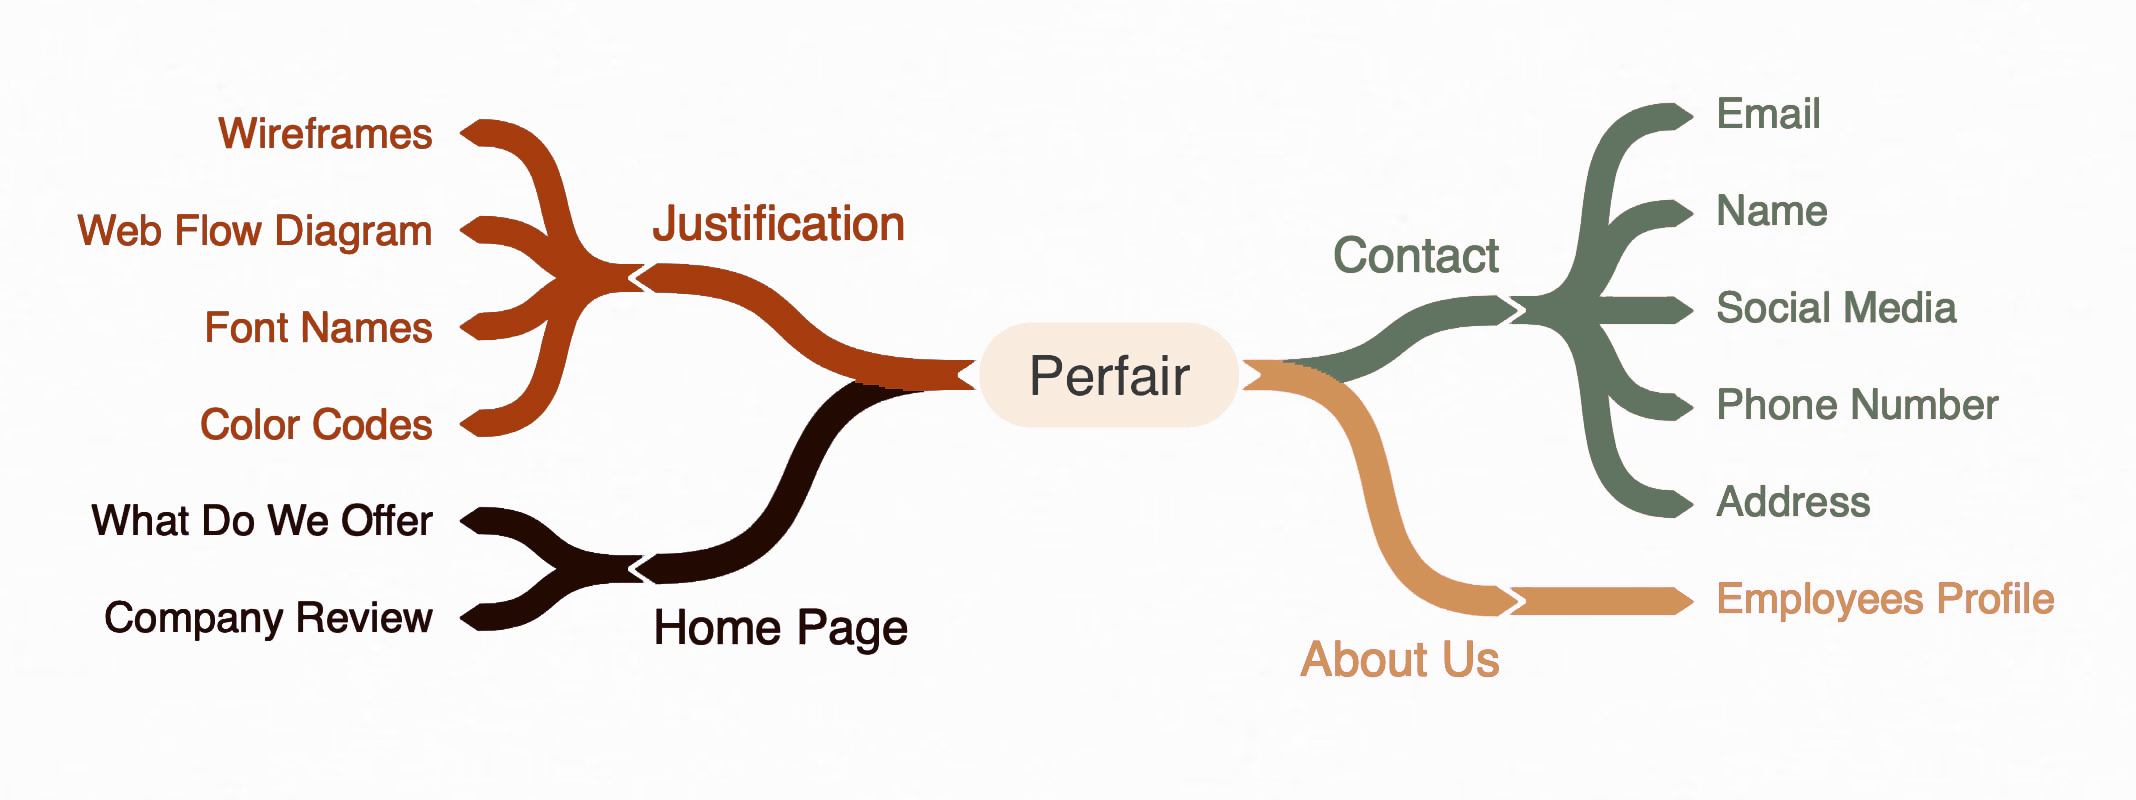 Perfair
Justification
Wireframes
Web Flow Diagram
Font Names
Color Codes
Home Page
What Do We Offer
Company Review
Contact
Email
Name
Social Media
Phone Number
Address
About Us
Employees Profile